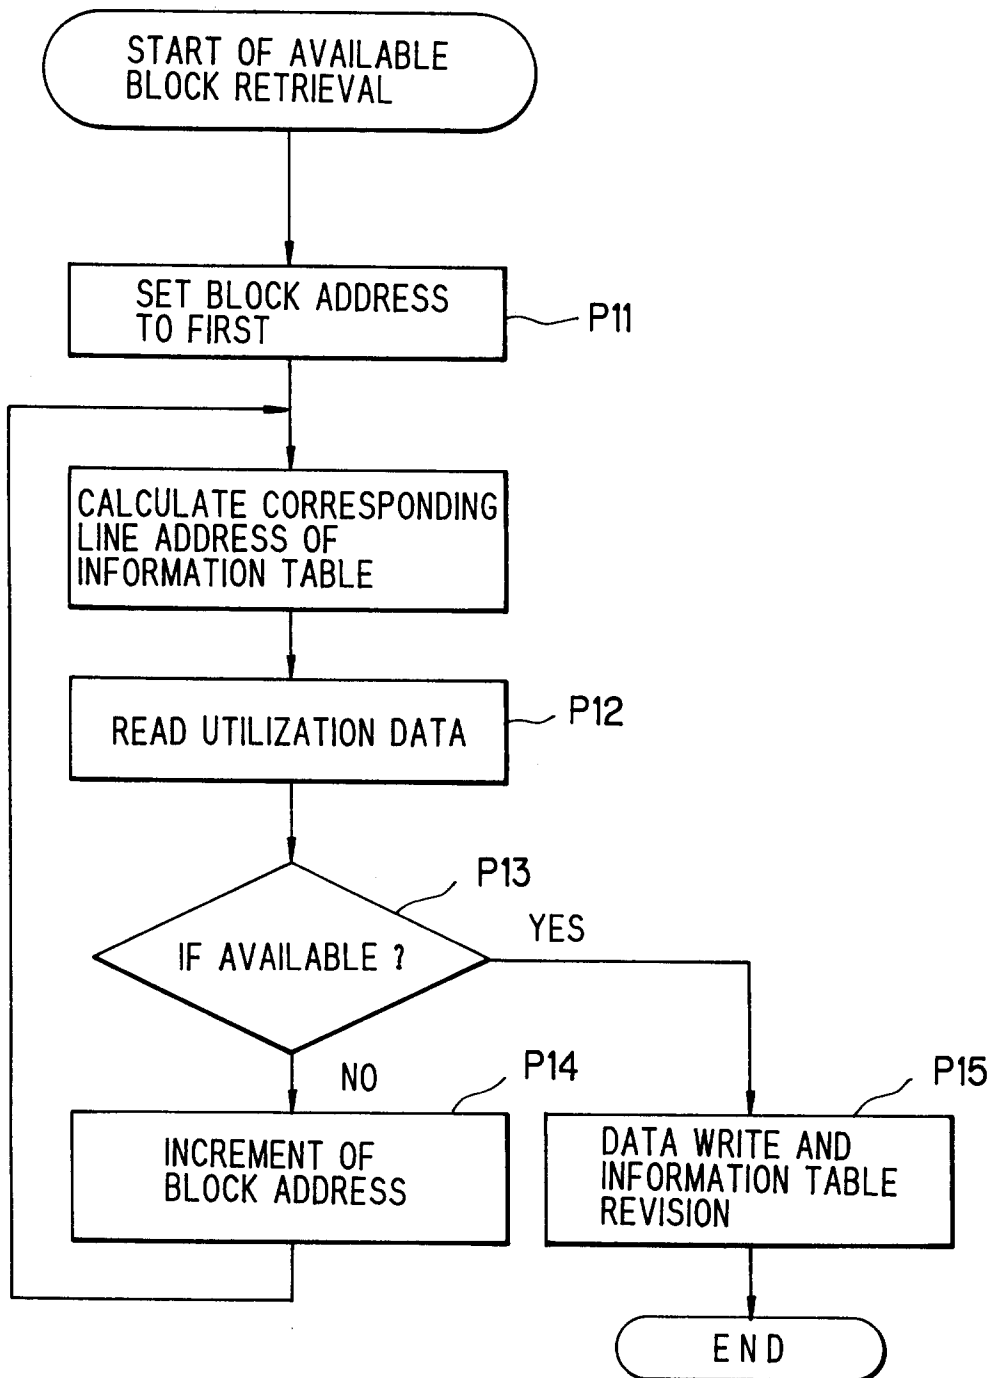 START OF AVAILABLE
BLOCK RETRIEVAL
SET BLOCK ADDRESS
TO FIRST
P11
CALCULATE CORRESPONDING
LINE ADDRESS OF
INFORMATION TABLE
READ UTILIZATION DATA
P12
P13
IF AVAILABLE ?
YES
NO
P14
INCREMENT OF
BLOCK ADDRESS
P15
DATA WRITE AND
INFORMATION TABLE
REVISION
END